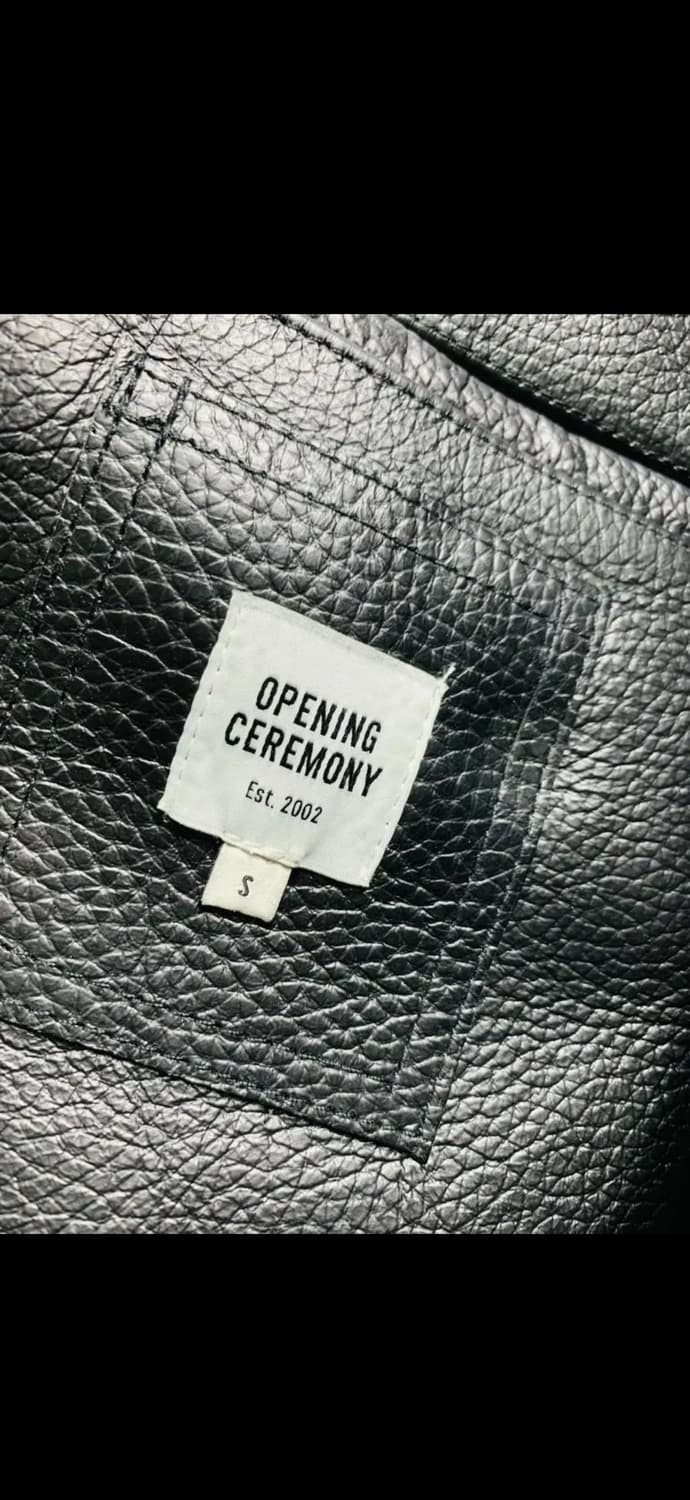 OPENING
CEREMONY
Est. 2002
S